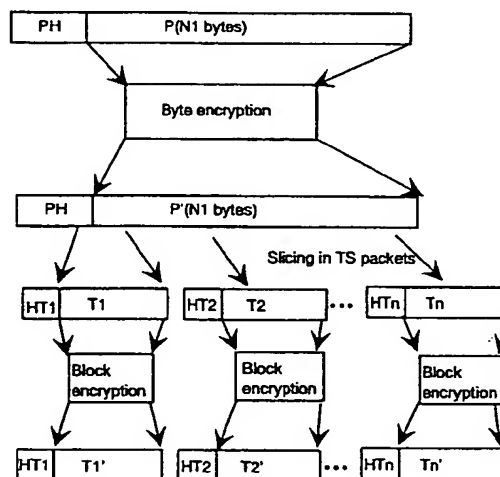 PH P(N1 bytes)
Byte encryption
PH P'(N1 bytes)
Slicing in TS packets
HT1 T1 HT2 T2 ... HTn Tn
Block encryption Block encryption Block encryption
HT1 T1' HT2 T2' ... HTn Tn'